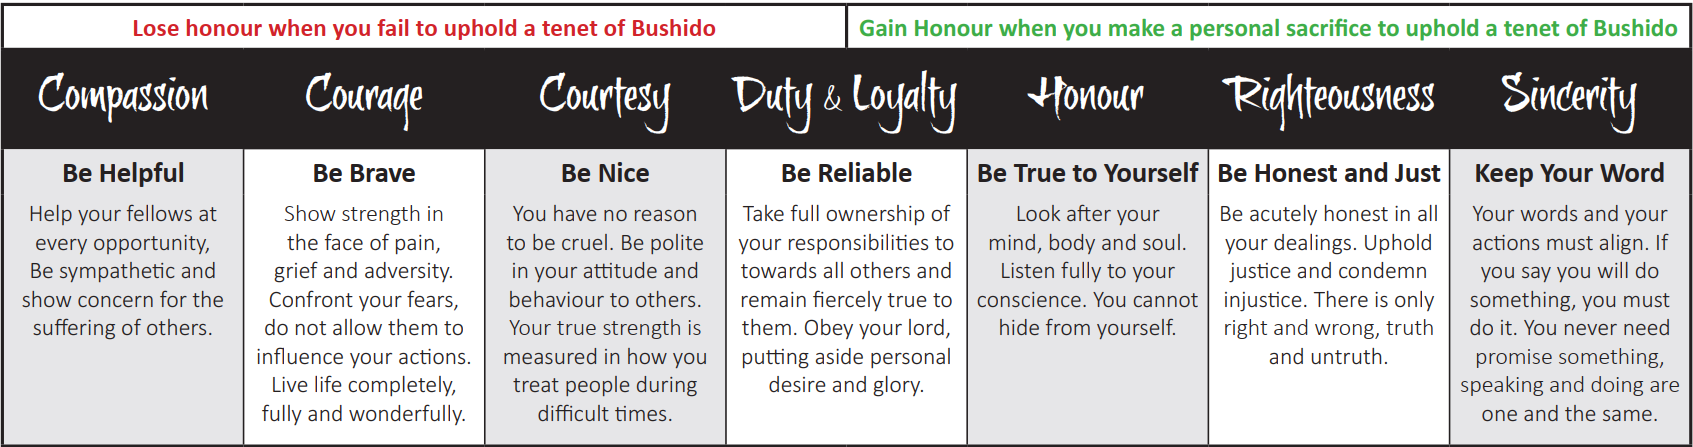 Lose honour when you fail to uphold a tenet of Bushido
Gain Honour when you make a personal sacrifice to uphold a tenet of Bushido
Compassion
Be Helpful
Help your fellows at
every opportunity,
Be sympathetic and
show concern for the
suffering of others.
Courage
Be Brave
Show strength in
the face of pain,
grief and adversity.
Confront your fears,
do not allow them to
influence your actions.
Live life completely,
fully and wonderfully.
Courtesy
Be Nice
You have no reason
to be cruel. Be polite
in your attitude and
behaviour to others.
Your true strength is
measured in how you
treat people during
difficult times.
Duty & Loyalty
Be Reliable
Take full ownership of
your responsibilities to
towards all others and
remain fiercely true to
them. Obey your lord,
putting aside personal
desire and glory.
Honour
Be True to Yourself
Look after your
mind, body and soul.
Listen fully to your
conscience. You cannot
hide from yourself.
Righteousness
Be Honest and Just
Be acutely honest in all
your dealings. Uphold
justice and condemn
injustice. There is only
right and wrong, truth
and untruth.
Sincerity
Keep Your Word
Your words and your
actions must align. If
you say you will do
something, you must
do it. You never need
promise something,
speaking and doing are
one and the same.